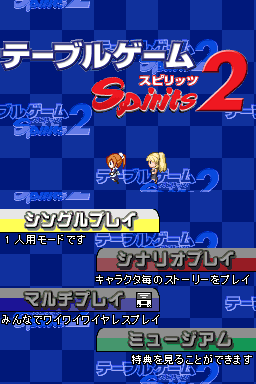 テーブルゲーム
スピリッツ
Spirits 2
シングルプレイ
1人用モードです
シナリオプレイ
キャラクタ毎のストーリーをプレイ
マルチプレイ
みんなでワイワイワイヤレスプレイ
ミュージアム
特典を見ることができます